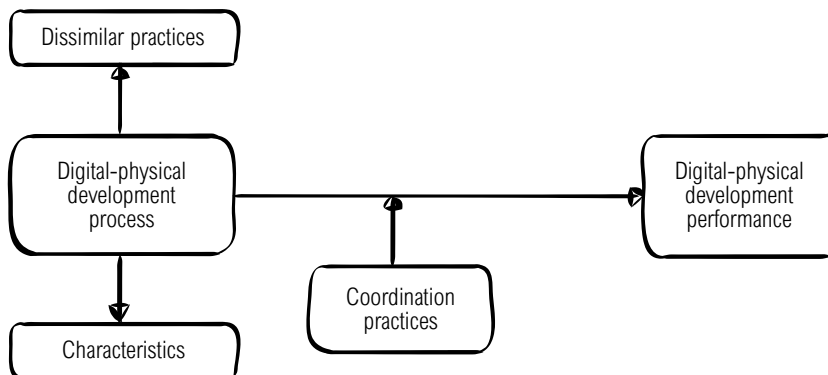 Dissimilar practices
Digital-physical
development
process
Digital-physical
development
performance
Coordination
practices
Characteristics